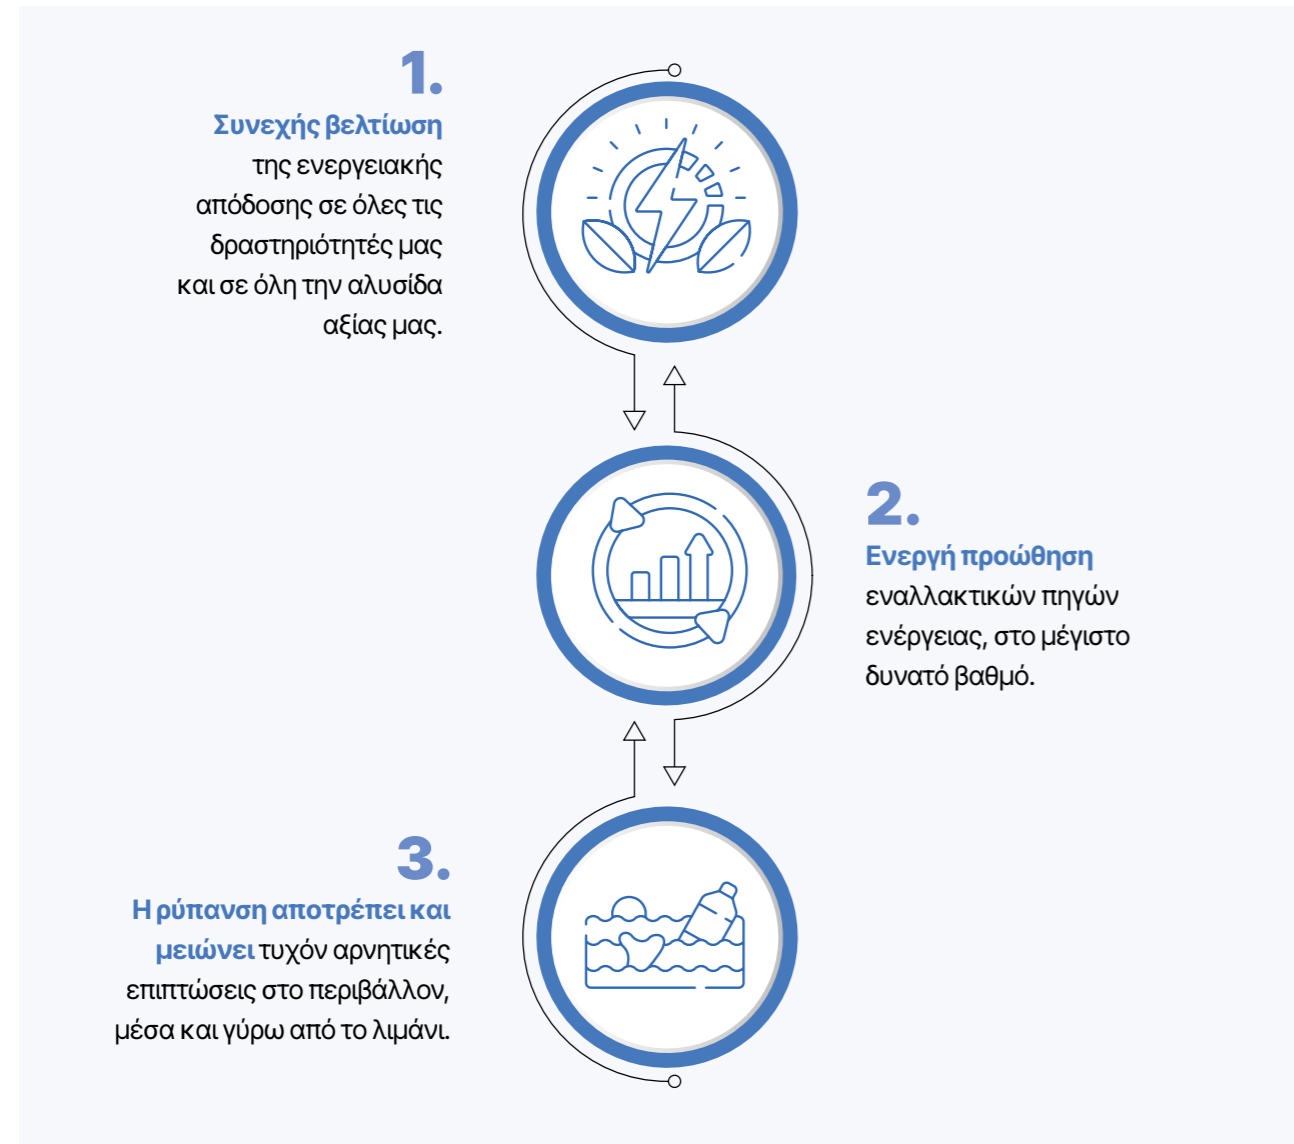 1.
Συνεχής βελτίωση
της ενεργειακής
απόδοσης σε όλες τις
δραστηριότητές μας
και σε όλη την αλυσίδα
αξίας μας.
2.
Ενεργή προώθηση
εναλλακτικών πηγών
ενέργειας, στο μέγιστο
δυνατό βαθμό.
3.
Η ρύπανση αποτρέπει και
μειώνει τυχόν αρνητικές
επιπτώσεις στο περιβάλλον,
μέσα και γύρω από το λιμάνι.